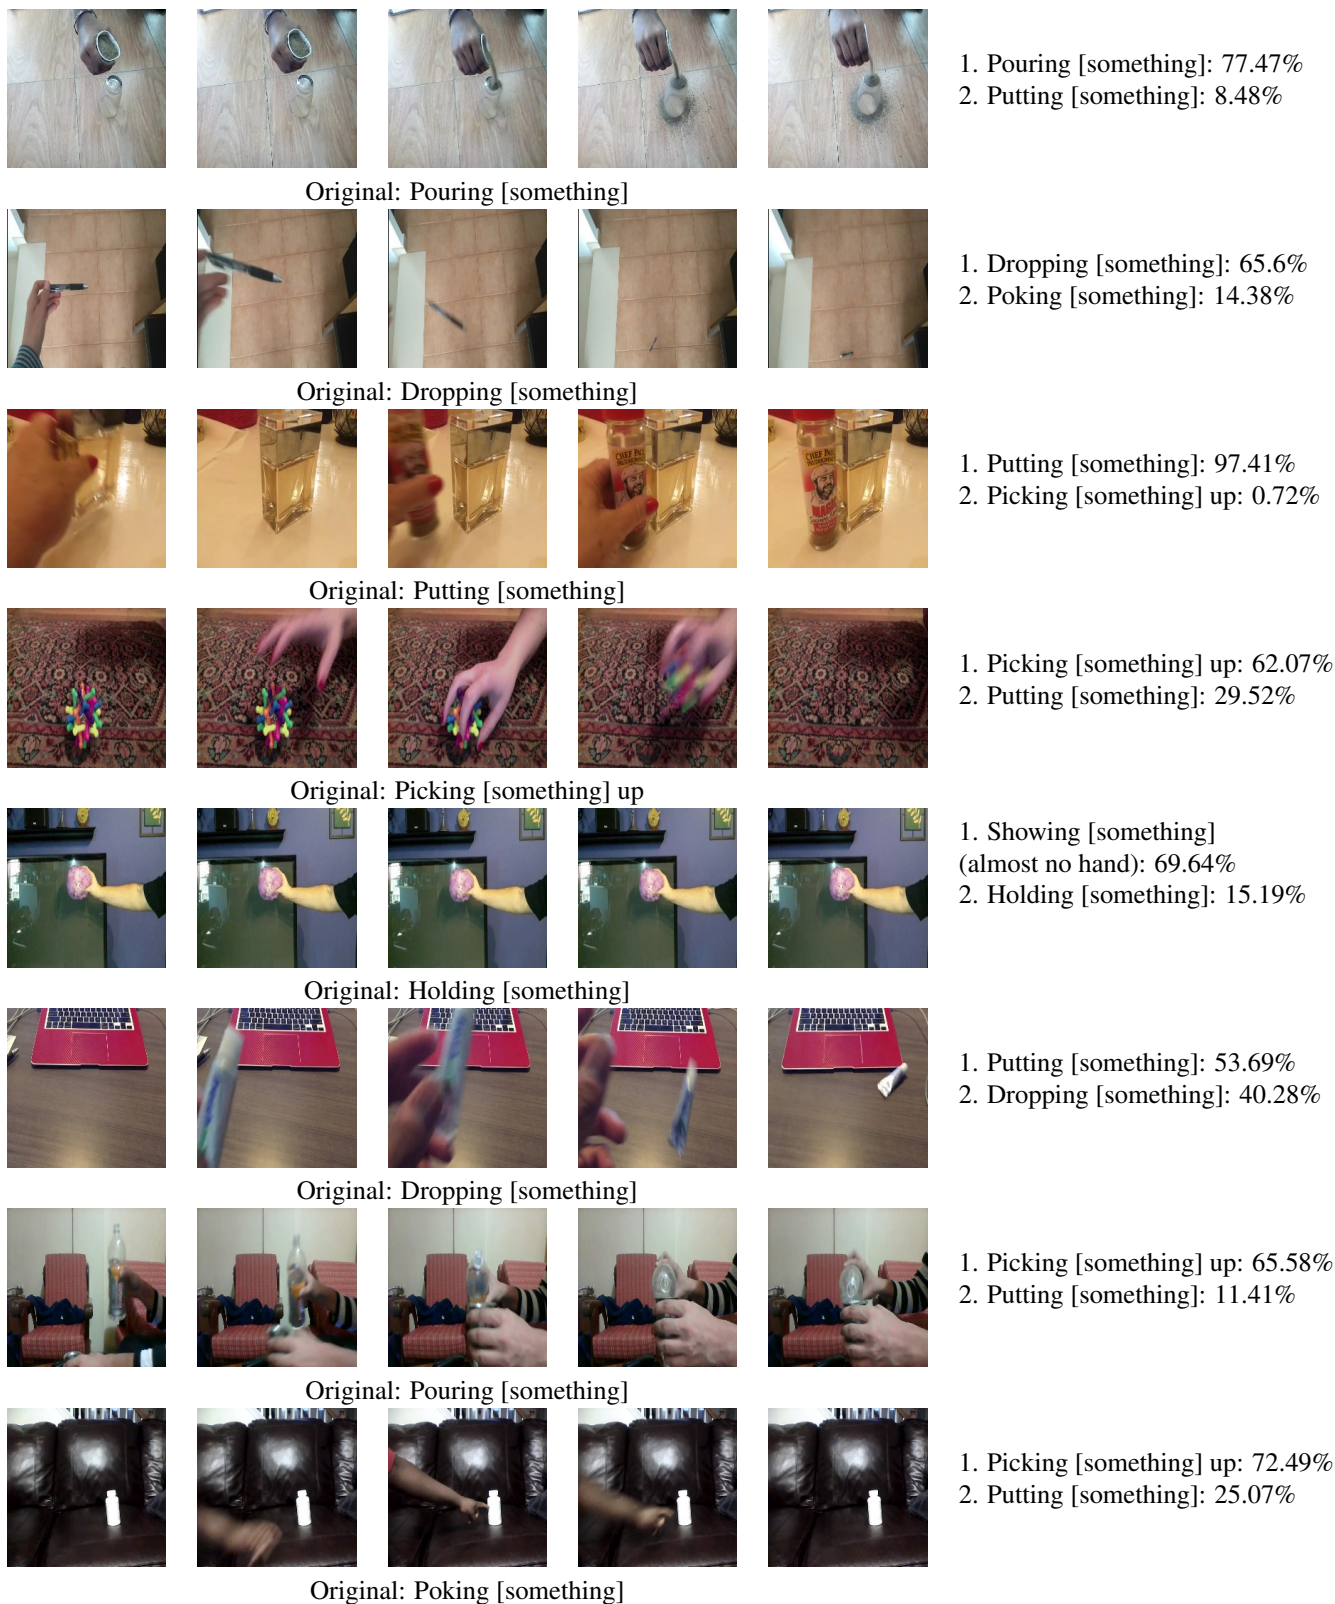 1. Pouring [something]: 77.47%
2. Putting [something]: 8.48%
Original: Pouring [something]
1. Dropping [something]: 65.6%
2. Poking [something]: 14.38%
Original: Dropping [something]
CHEF PAUL
MAGIC
1. Putting [something]: 97.41%
2. Picking [something] up: 0.72%
Original: Putting [something]
1. Picking [something] up: 62.07%
2. Putting [something]: 29.52%
Original: Picking [something] up
1. Showing [something]
(almost no hand): 69.64%
2. Holding [something]: 15.19%
Original: Holding [something]
1. Putting [something]: 53.69%
2. Dropping [something]: 40.28%
Original: Dropping [something]
1. Picking [something] up: 65.58%
2. Putting [something]: 11.41%
Original: Pouring [something]
1. Picking [something] up: 72.49%
2. Putting [something]: 25.07%
Original: Poking [something]